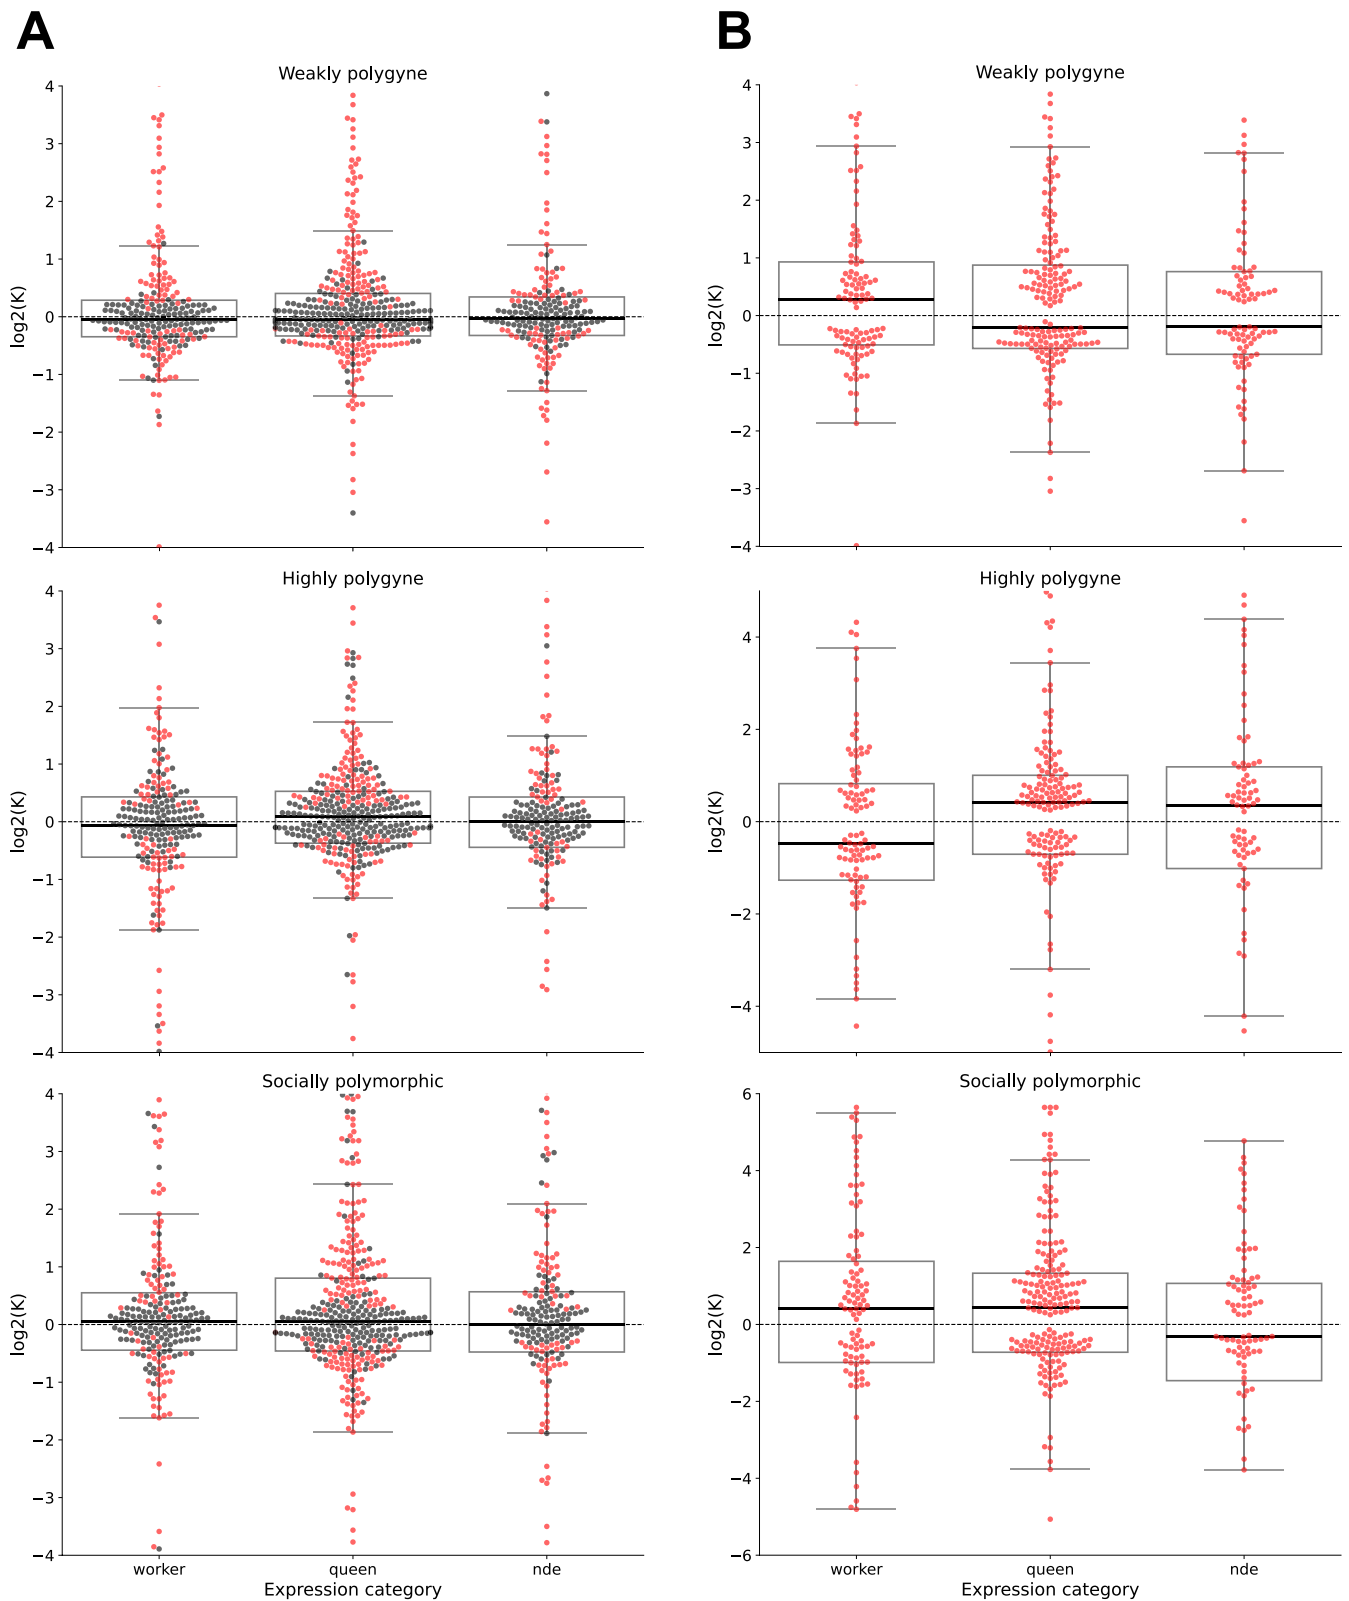 A
B
Weakly polygyne
Weakly polygyne
4
3
2
1
0
−1
−2
−3
−4
log2(K)
4
3
2
1
0
−1
−2
−3
−4
log2(K)
Highly polygyne
Highly polygyne
4
3
2
1
0
−1
−2
−3
−4
log2(K)
4
2
0
−2
−4
log2(K)
Socially polymorphic
Socially polymorphic
4
3
2
1
0
−1
−2
−3
−4
log2(K)
6
4
2
0
−2
−4
−6
log2(K)
worker queen nde
Expression category
worker queen nde
Expression category